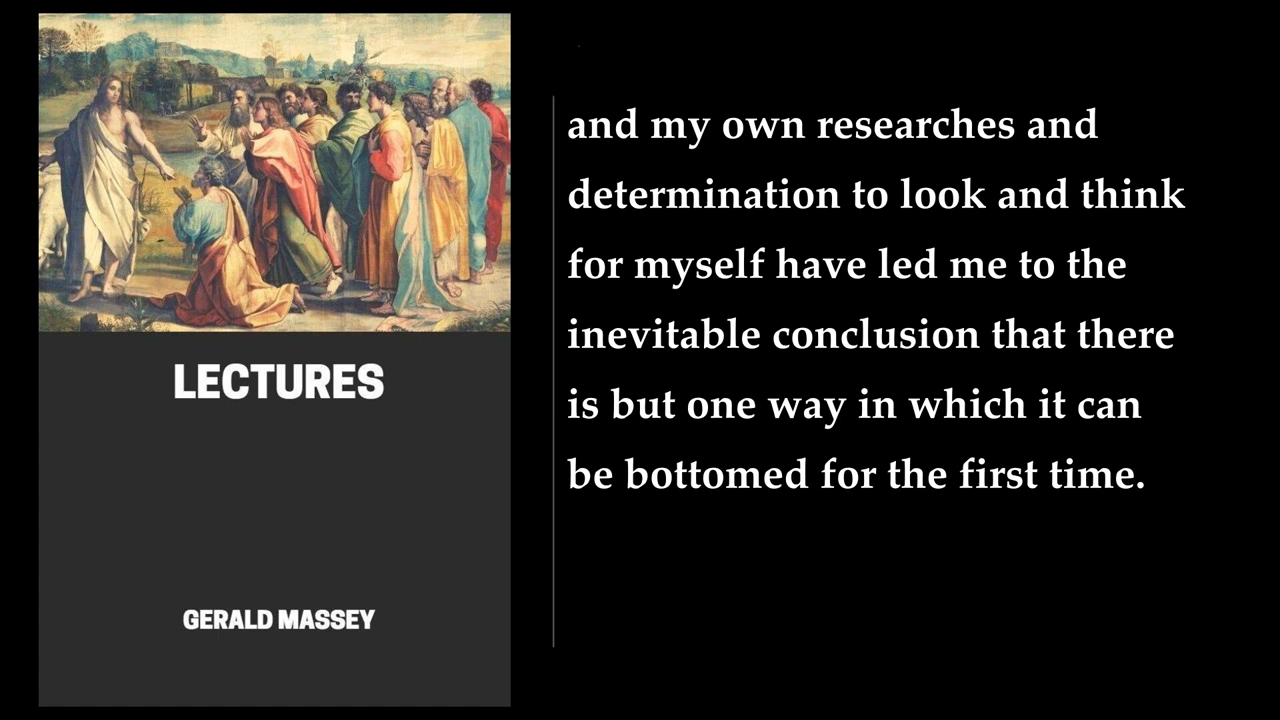 LECTURES
GERALD MASSEY
and my own researches and
determination to look and think
for myself have led me to the
inevitable conclusion that there
is but one way in which it can
be bottomed for the first time.